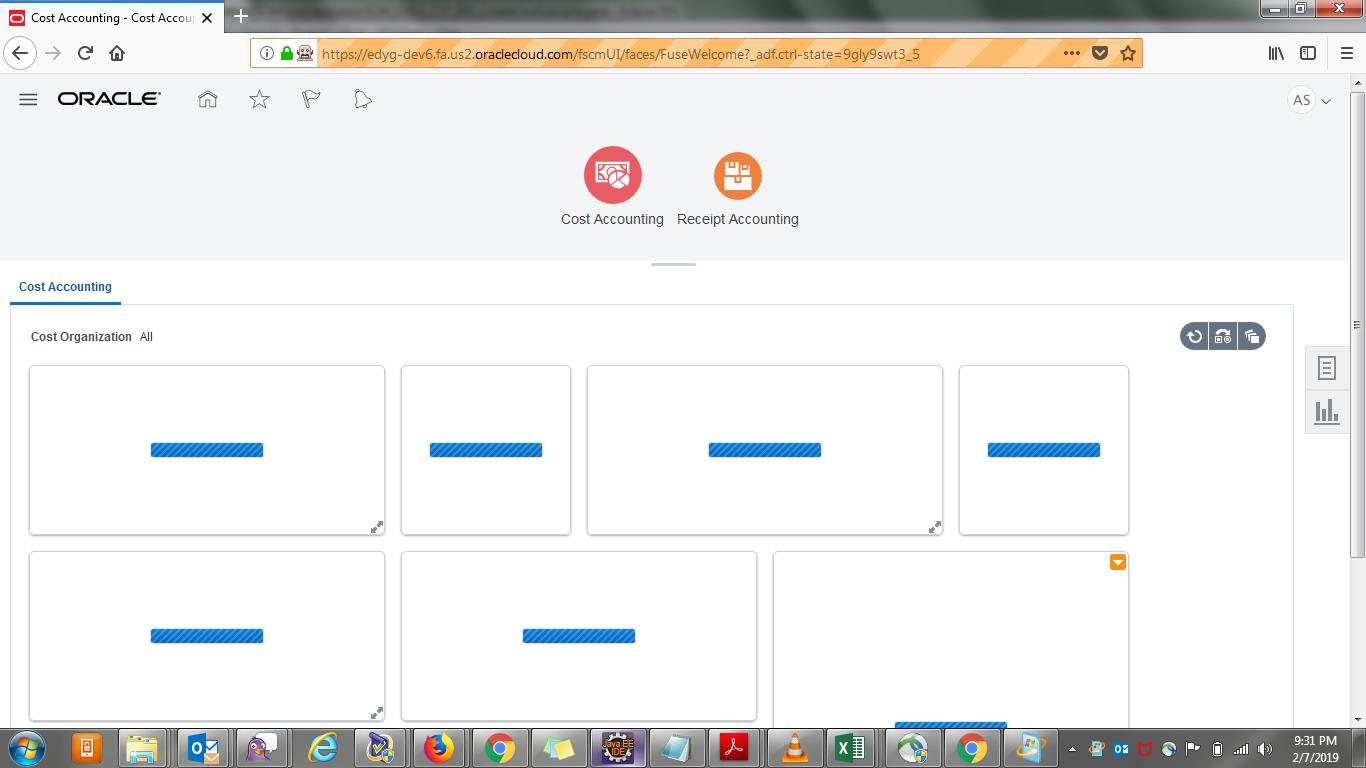 Cost Accounting - Cost Accou
https://edyg-dev6.fa.us2.oraclecloud.com/fscmUI/faces/FuseWelcome?_adf.ctrl-state=9gly9swt3_5
ORACLE
AS
Cost Accounting
Receipt Accounting
Cost Accounting
Cost Organization All
Java EE
IDE
9:31 PM
2/7/2019